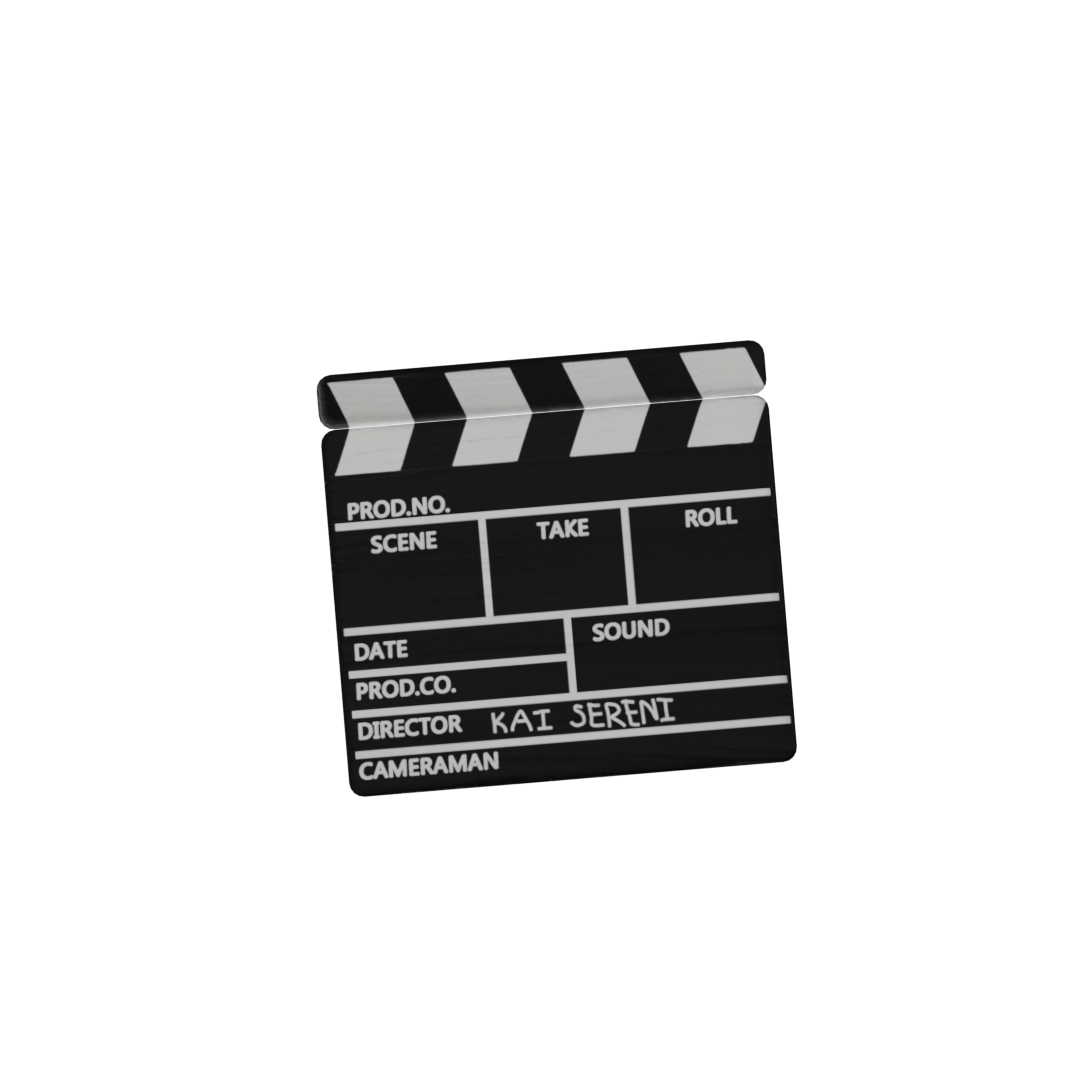 PROD.NO.
SCENE TAKE ROLL
DATE SOUND
PROD.CO.
DIRECTOR KAI SERENI
CAMERAMAN